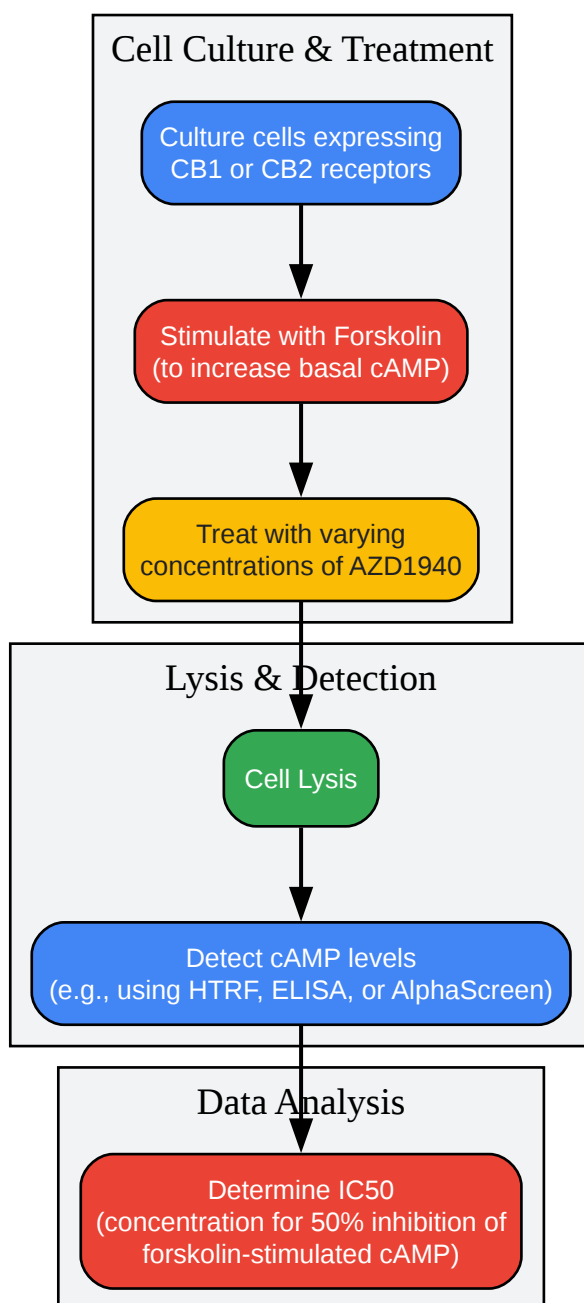 Cell Culture & Treatment
Culture cells expressing
CB1 or CB2 receptors
Stimulate with Forskolin
(to increase basal cAMP)
Treat with varying
concentrations of AZD1940
Lysis & Detection
Cell Lysis
Detect cAMP levels
(e.g., using HTRF, ELISA, or AlphaScreen)
Data Analysis
Determine IC50
(concentration for 50% inhibition of
forskolin-stimulated cAMP)